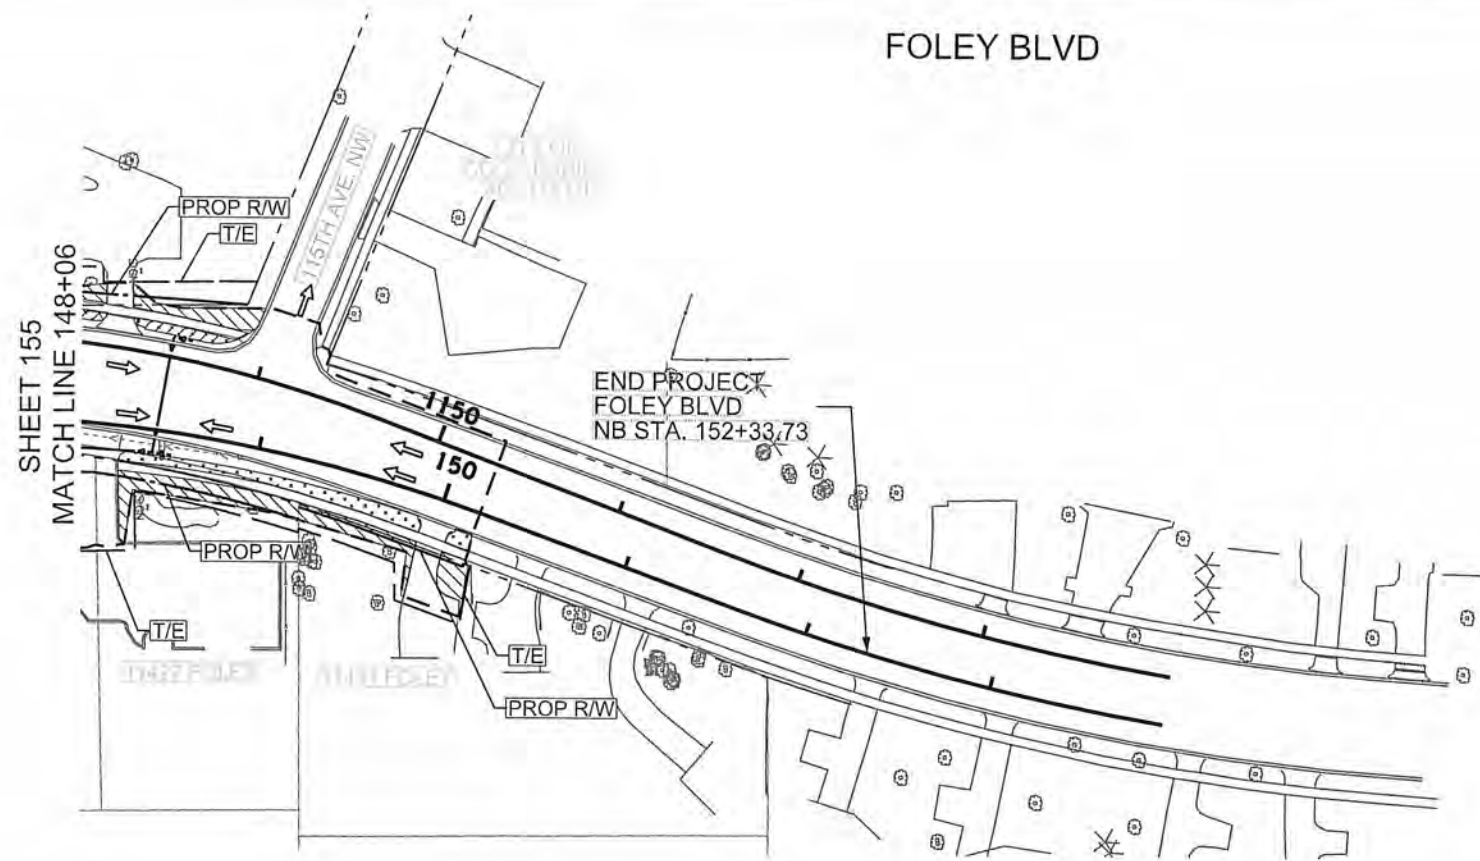 FOLEY BLVD
115TH AVE. NW
PROP R/W
T/E
SHEET 155
MATCH LINE 148+06
END PROJECT
FOLEY BLVD
NB STA. 152+33.73
1150
150
PROP R/W
T/E
T/E
PROP R/W